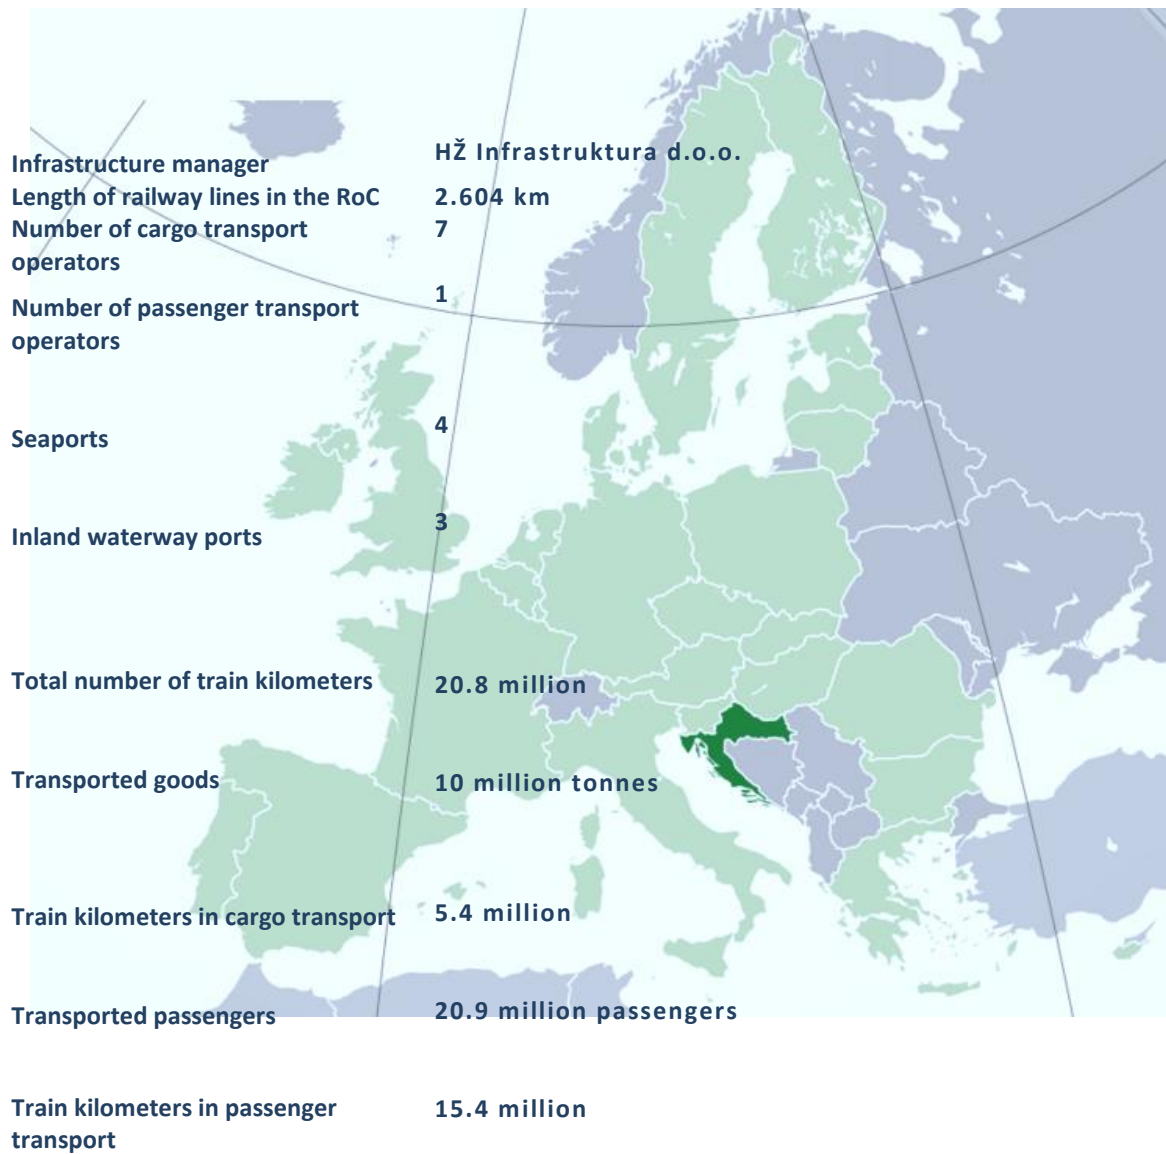 Infrastructure manager HŽ Infrastruktura d.o.o.
Length of railway lines in the RoC 2.604 km
Number of cargo transport 7
operators
Number of passenger transport 1
operators
Seaports 4
Inland waterway ports 3
Total number of train kilometers 20.8 million
Transported goods 10 million tonnes
Train kilometers in cargo transport 5.4 million
Transported passengers 20.9 million passengers
Train kilometers in passenger 15.4 million
transport